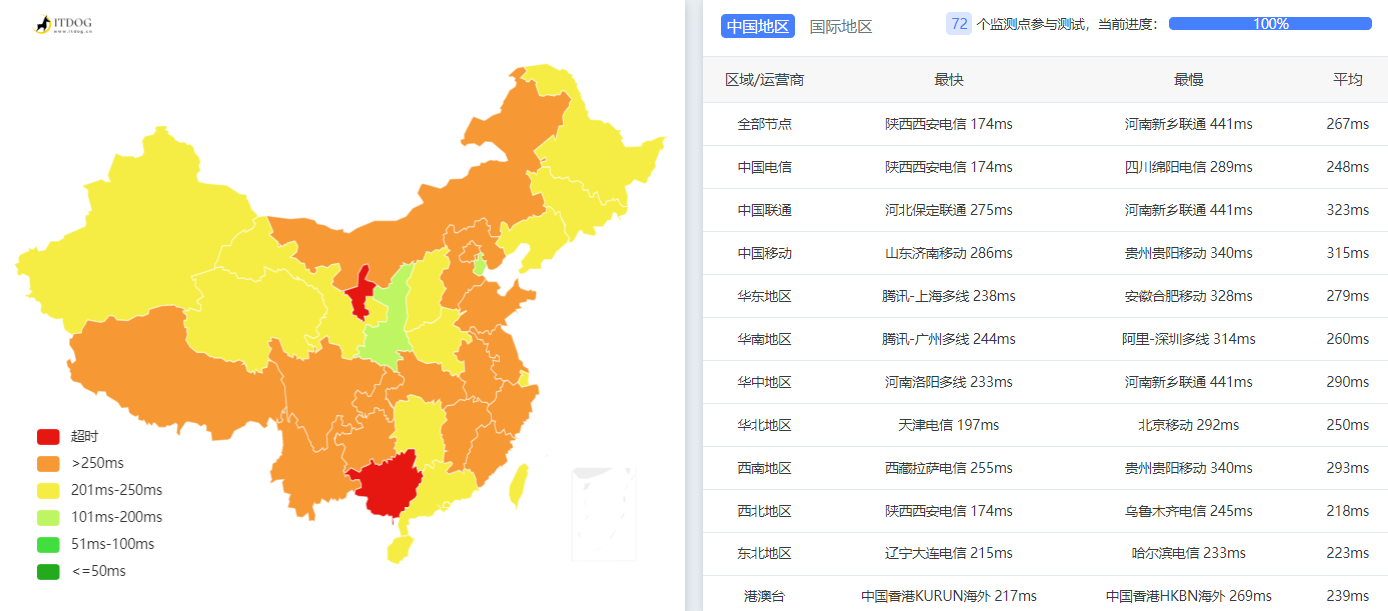 ITDOG
www.itdog.cn
超时
>250ms
201ms-250ms
101ms-200ms
51ms-100ms
<=50ms
中国地区 国际地区 72 个监测点参与测试，当前进度： 100%
区域/运营商 最快 最慢 平均
全部节点 陕西西安电信 174ms 河南新乡联通 441ms 267ms
中国电信 陕西西安电信 174ms 四川绵阳电信 289ms 248ms
中国联通 河北保定联通 275ms 河南新乡联通 441ms 323ms
中国移动 山东济南移动 286ms 贵州贵阳移动 340ms 315ms
华东地区 腾讯-上海多线 238ms 安徽合肥移动 328ms 279ms
华南地区 腾讯-广州多线 244ms 阿里-深圳多线 314ms 260ms
华中地区 河南洛阳多线 233ms 河南新乡联通 441ms 290ms
华北地区 天津电信 197ms 北京移动 292ms 250ms
西南地区 西藏拉萨电信 255ms 贵州贵阳移动 340ms 293ms
西北地区 陕西西安电信 174ms 乌鲁木齐电信 245ms 218ms
东北地区 辽宁大连电信 215ms 哈尔滨电信 233ms 223ms
港澳台 中国香港KURUN海外 217ms 中国香港HKBN海外 269ms 239ms